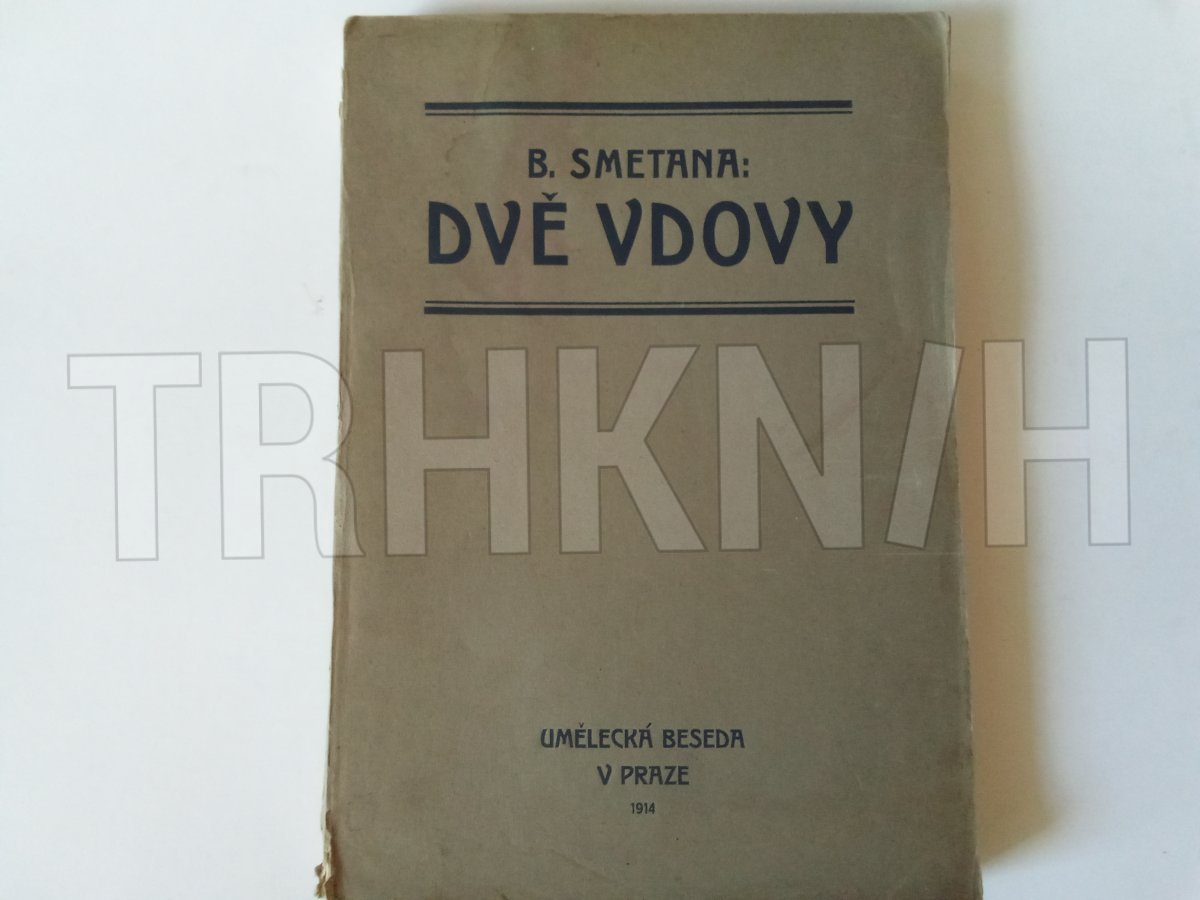 B. SMETANA:
DVĚ VDOVY
TRHKNIH
UMĚLECKÁ BESEDA
V PRAZE
1914